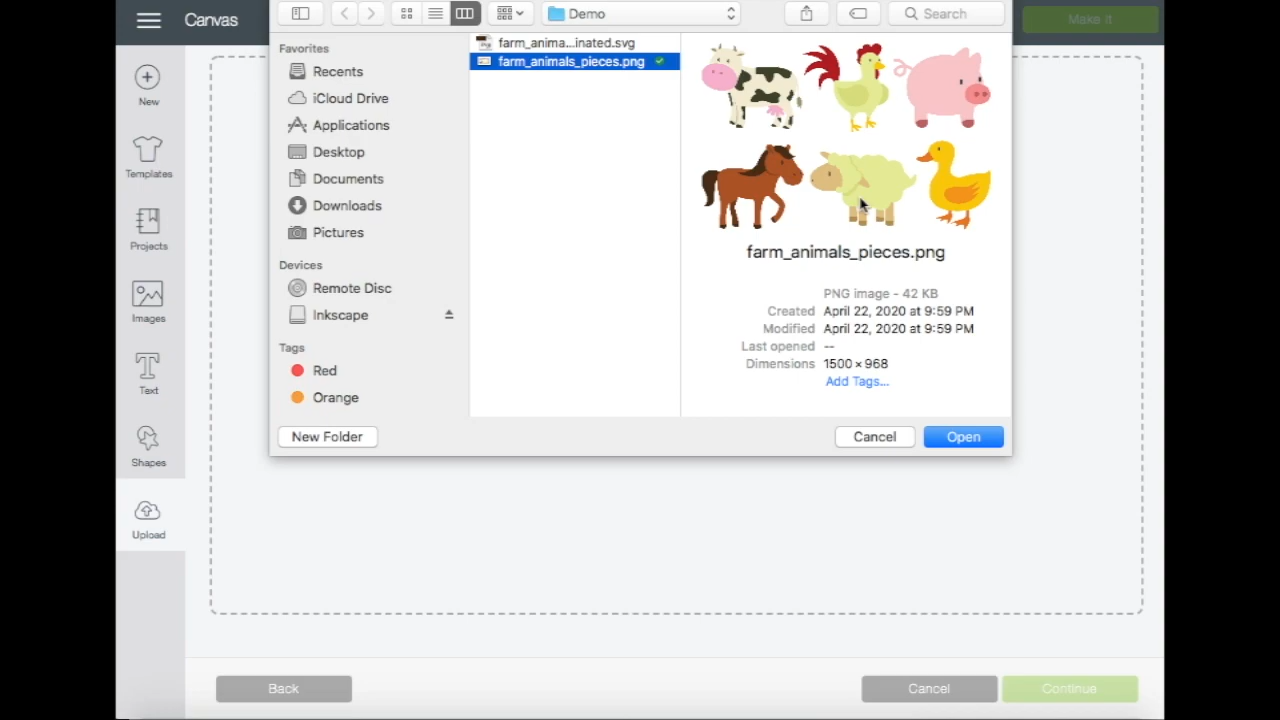 Canvas
Demo
Search
Make It
New
Templates
Projects
Images
Text
Shapes
Upload
Favorites
Recents
iCloud Drive
Applications
Desktop
Documents
Downloads
Pictures
Devices
Remote Disc
Inkscape
Tags
Red
Orange
farm_anima...inated.svg
farm_animals_pieces.png
farm_animals_pieces.png
PNG image - 42 KB
Created April 22, 2020 at 9:59 PM
Modified April 22, 2020 at 9:59 PM
Last opened --
Dimensions 1500 × 968
Add Tags...
New Folder
Cancel
Open
Back
Cancel
Continue